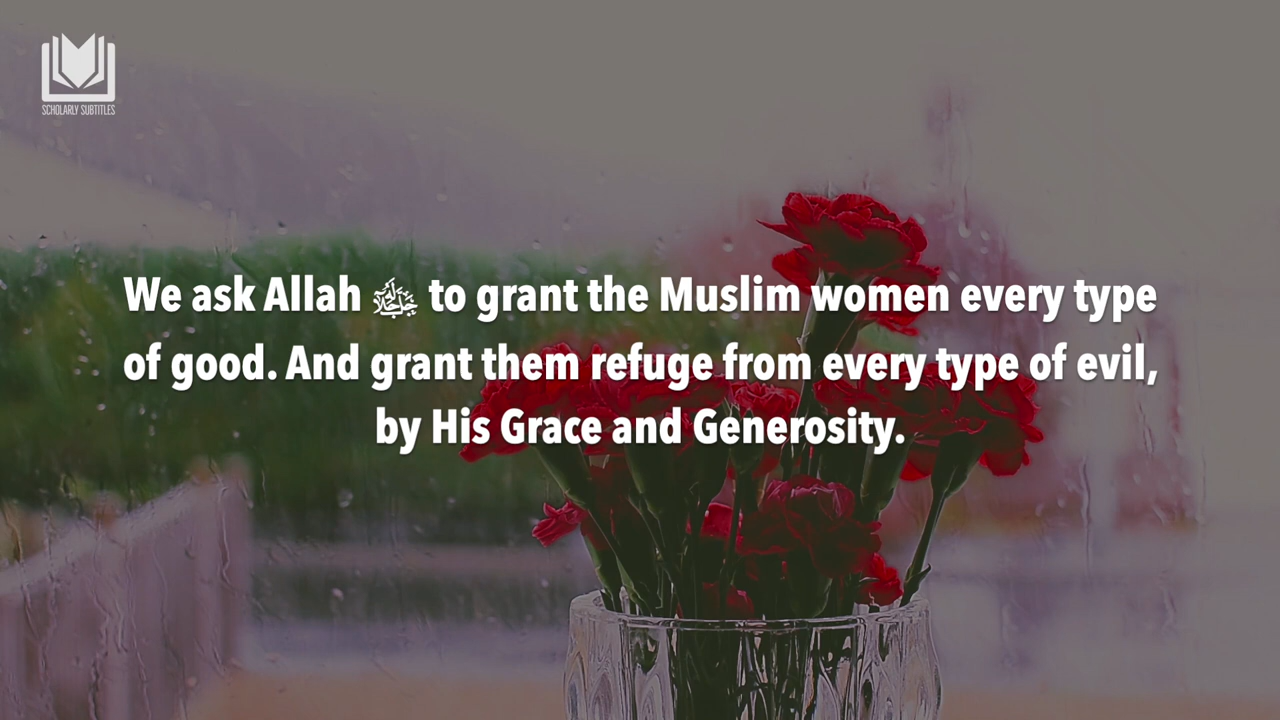 SCHOLARLY SUBTITLES
We ask Allah ﷻ to grant the Muslim women every type
of good. And grant them refuge from every type of evil,
by His Grace and Generosity.